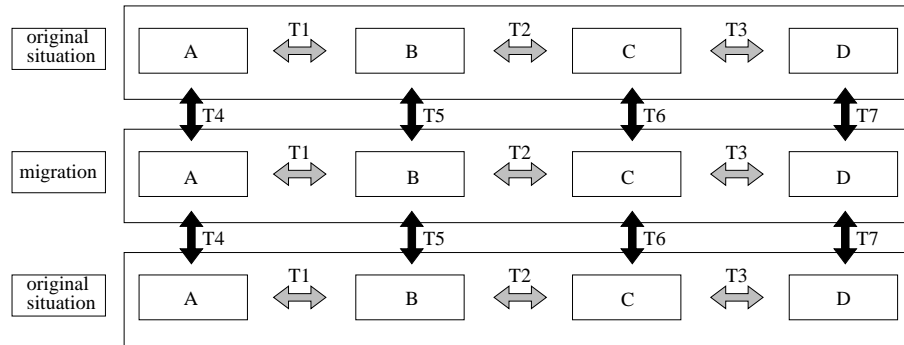 T1 T2 T3
original
situation
A B C D
T4 T5 T6 T7
T1 T2 T3
migration
A B C D
T4 T5 T6 T7
T1 T2 T3
original
situation
A B C D